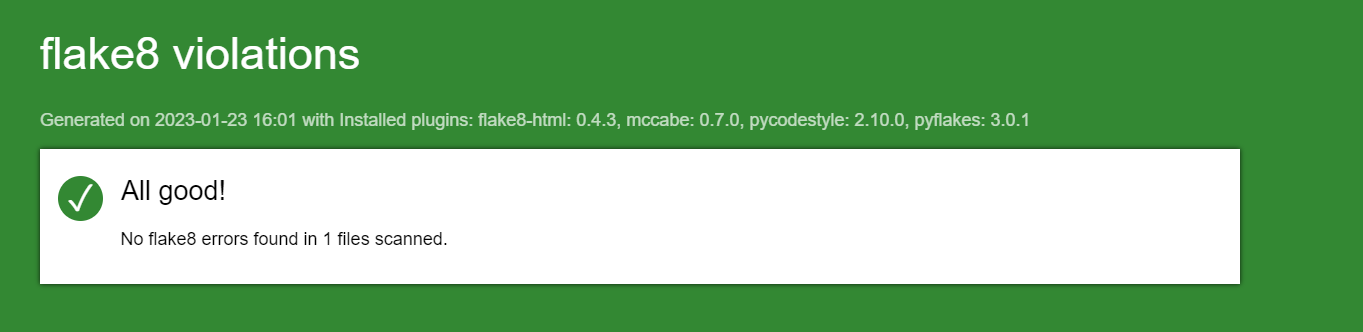 flake8 violations
Generated on 2023-01-23 16:01 with Installed plugins: flake8-html: 0.4.3, mccabe: 0.7.0, pycodestyle: 2.10.0, pyflakes: 3.0.1
All good!
No flake8 errors found in 1 files scanned.